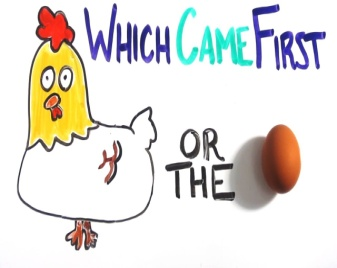 WHICH CAME FIRST
OR
THE